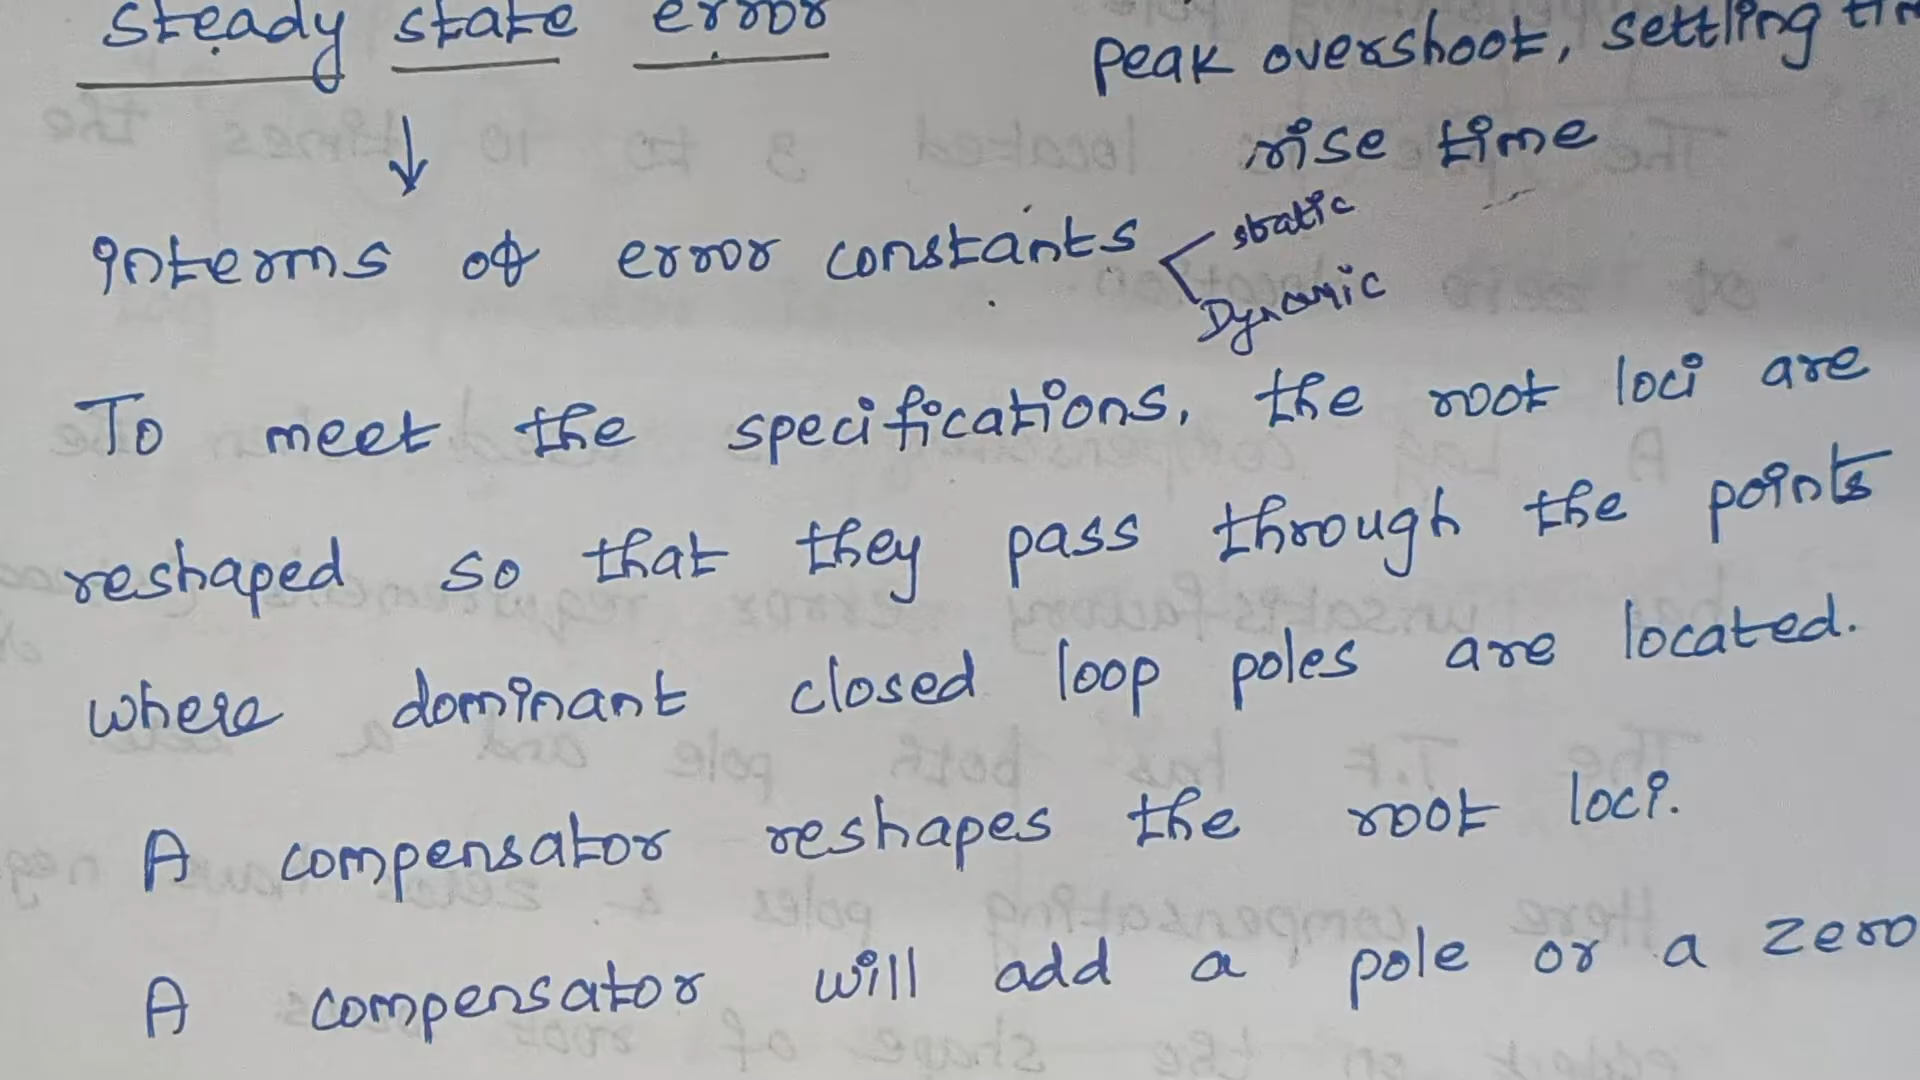 steady state error
peak overshoot, settling
rise time
interms of error constants
static
Dynamic
To meet the specifications, the root loci are
reshaped so that they pass through the points
where dominant closed loop poles are located.
A compensator reshapes the root loci.
A compensator will add a pole or a zero